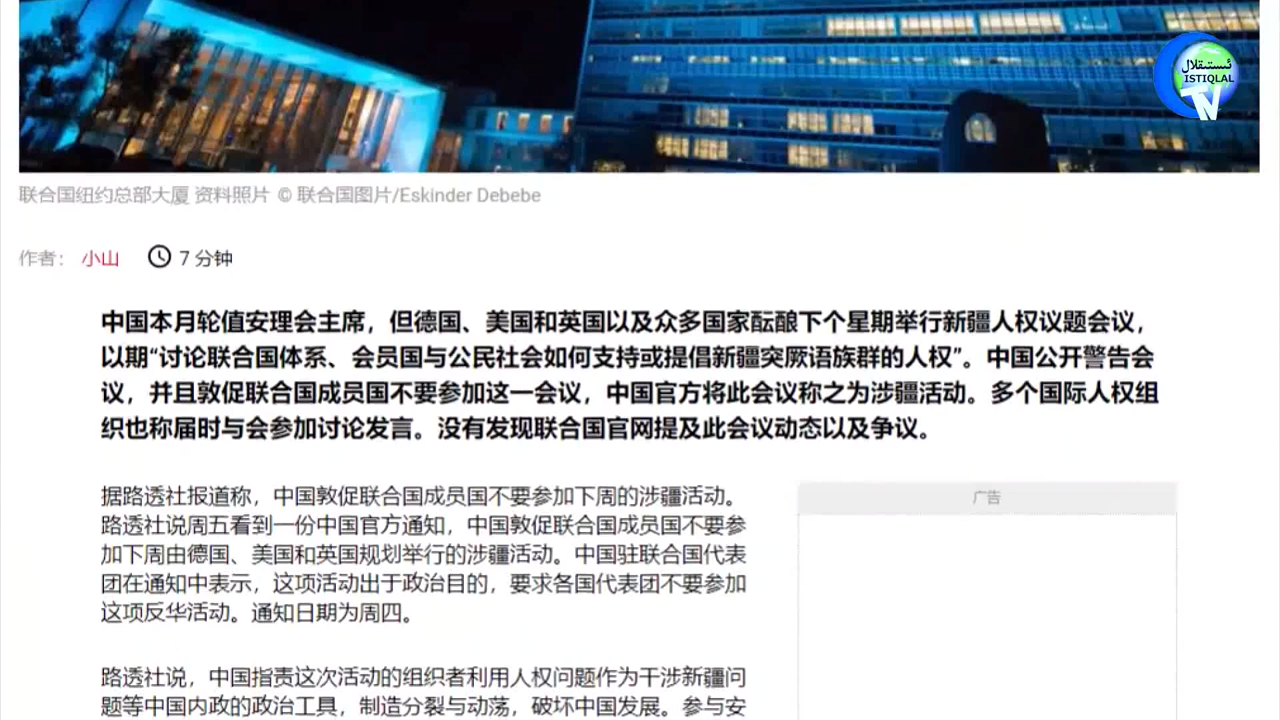 ئىستىقلال
ISTIQLAL
TV
联合国纽约总部大厦 资料照片 © 联合国图片/Eskinder Debebe
作者： 小山 7 分钟
中国本月轮值安理会主席，但德国、美国和英国以及众多国家酝酿下个星期举行新疆人权议题会议，
以期“讨论联合国体系、会员国与公民社会如何支持或提倡新疆突厥语族群的人权”。中国公开警告会
议，并且敦促联合国成员国不要参加这一会议，中国官方将此会议称之为涉疆活动。多个国际人权组
织也称届时与会参加讨论发言。没有发现联合国官网提及此会议动态以及争议。
据路透社报道称，中国敦促联合国成员国不要参加下周的涉疆活动。
路透社说周五看到一份中国官方通知，中国敦促联合国成员国不要参
加下周由德国、美国和英国规划举行的涉疆活动。中国驻联合国代表
团在通知中表示，这项活动出于政治目的，要求各国代表团不要参加
这项反华活动。通知日期为周四。
广告
路透社说，中国指责这次活动的组织者利用人权问题作为干涉新疆问
题等中国内政的政治工具，制造分裂与动荡，破坏中国发展。参与安